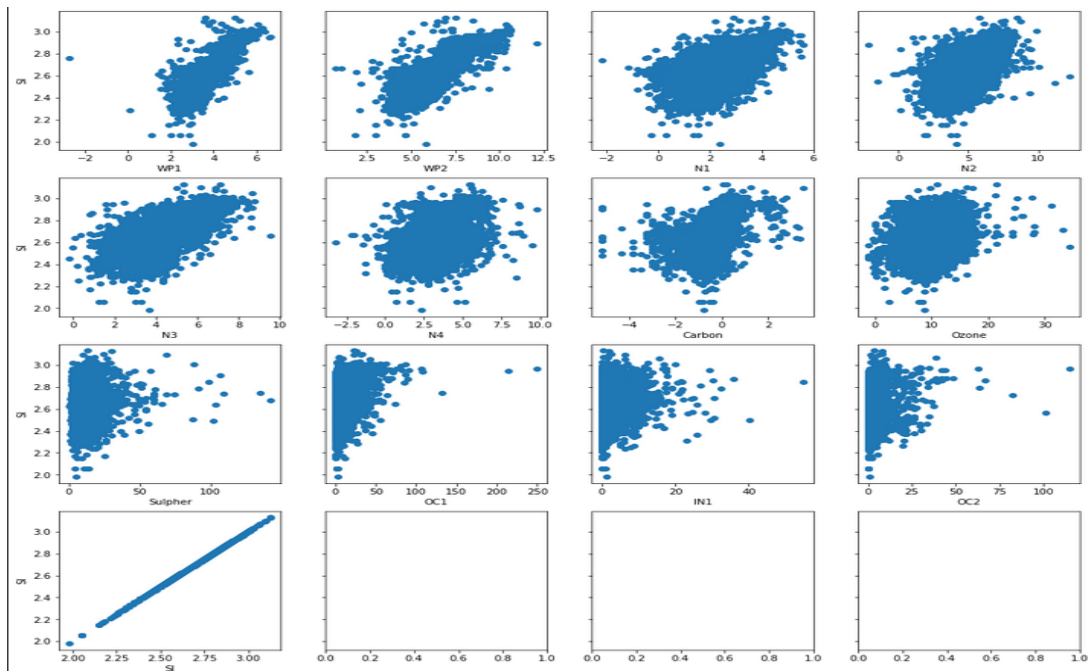 3.0
2.8
2.6
2.4
2.2
2.0
SI
−2 0 2 4 6
WP1
2.5 5.0 7.5 10.0 12.5
WP2
−2 0 2 4 6
N1
0 5 10
N2
3.0
2.8
2.6
2.4
2.2
2.0
SI
0 2 4 6 8 10
N3
−2.5 0.0 2.5 5.0 7.5 10.0
N4
−4 −2 0 2
Carbon
0 10 20 30
Ozone
3.0
2.8
2.6
2.4
2.2
2.0
SI
0 50 100
Sulpher
0 50 100 150 200 250
OC1
0 20 40
IN1
0 25 50 75 100
OC2
3.0
2.8
2.6
2.4
2.2
2.0
SI
2.00 2.25 2.50 2.75 3.00
SI
0.0 0.2 0.4 0.6 0.8 1.0
0.0 0.2 0.4 0.6 0.8 1.0
0.0 0.2 0.4 0.6 0.8 1.0